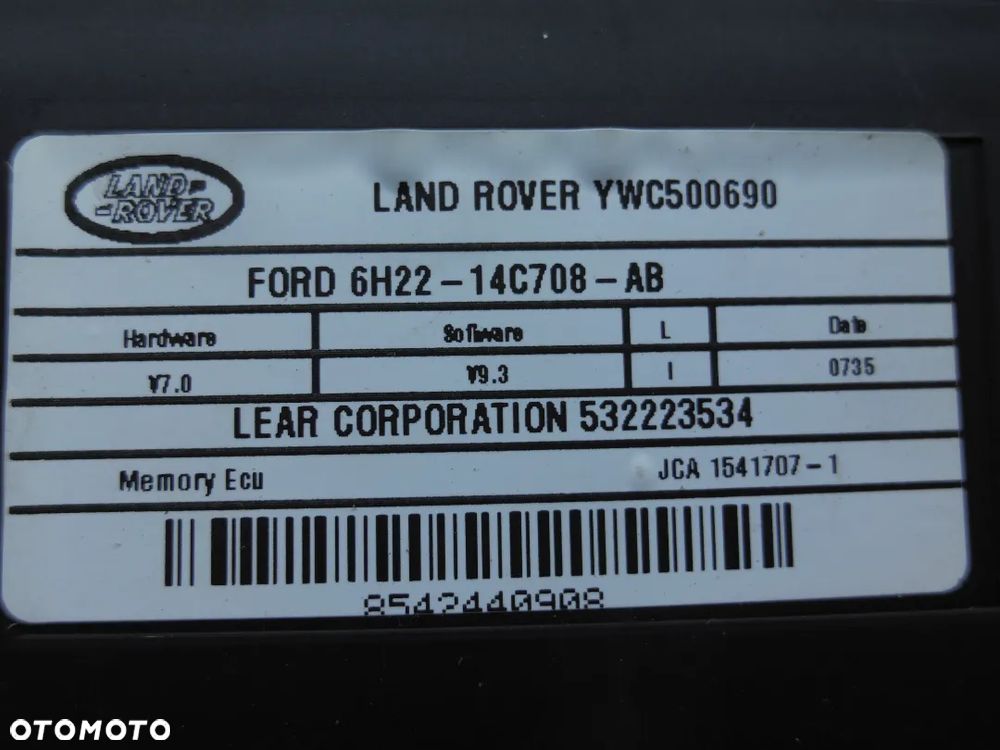 LAND-
-ROVER
LAND ROVER YWC500690
FORD 6H22-14C708-AB
Hardware Software L Date
V7.0 V9.3 I 0735
LEAR CORPORATION 532223534
Memory Ecu JCA 1541707-1
8542440908
OTOMOTO